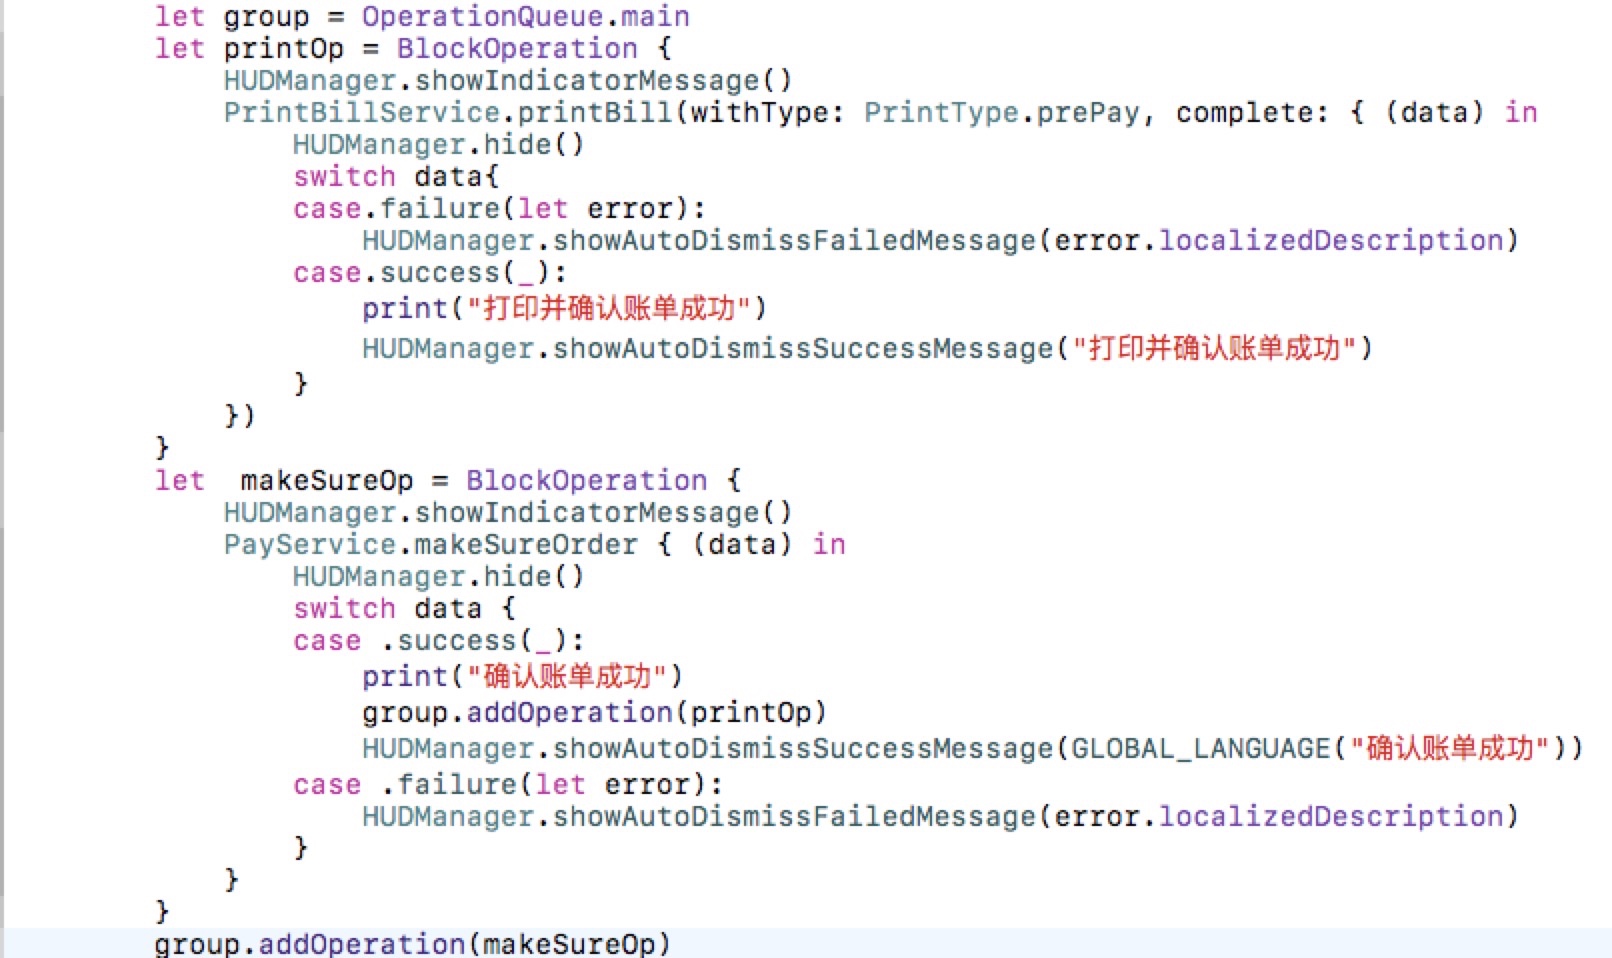 let group = OperationQueue.main
let printOp = BlockOperation {
HUDManager.showIndicatorMessage()
PrintBillService.printBill(withType: PrintType.prePay, complete: { (data) in
HUDManager.hide()
switch data{
case.failure(let error):
HUDManager.showAutoDismissFailedMessage(error.localizedDescription)
case.success(_):
print("打印并确认账单成功")
HUDManager.showAutoDismissSuccessMessage("打印并确认账单成功")
}
})
}
let  makeSureOp = BlockOperation {
HUDManager.showIndicatorMessage()
PayService.makeSureOrder { (data) in
HUDManager.hide()
switch data {
case .success(_):
print("确认账单成功")
group.addOperation(printOp)
HUDManager.showAutoDismissSuccessMessage(GLOBAL_LANGUAGE("确认账单成功"))
case .failure(let error):
HUDManager.showAutoDismissFailedMessage(error.localizedDescription)
}
}
}
group.addOperation(makeSureOp)